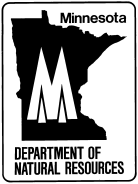 Minnesota
M
DEPARTMENT OF
NATURAL RESOURCES